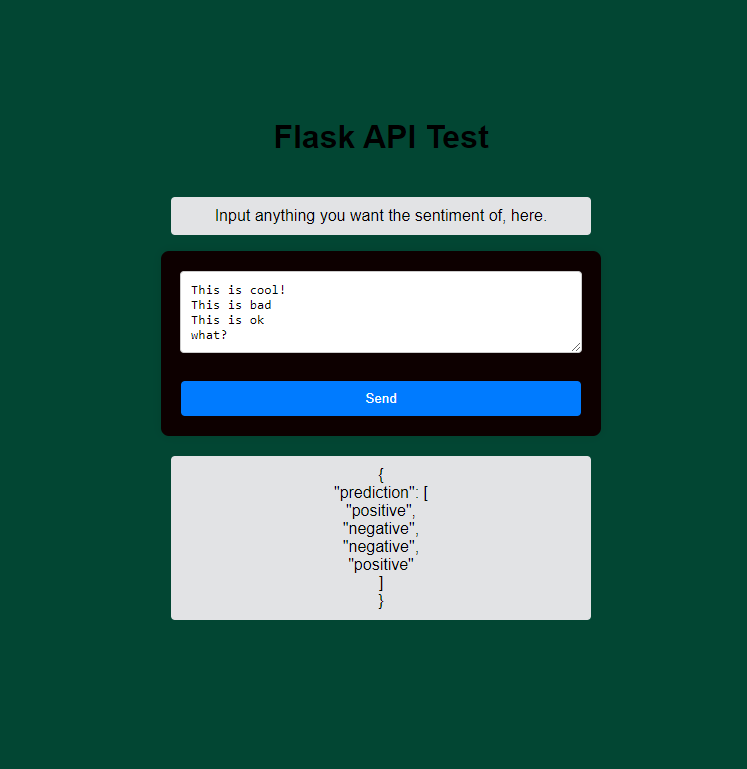 Flask API Test
Input anything you want the sentiment of, here.
This is cool!
This is bad
This is ok
what?
Send
{
"prediction": [
"positive",
"negative",
"negative",
"positive"
]
}